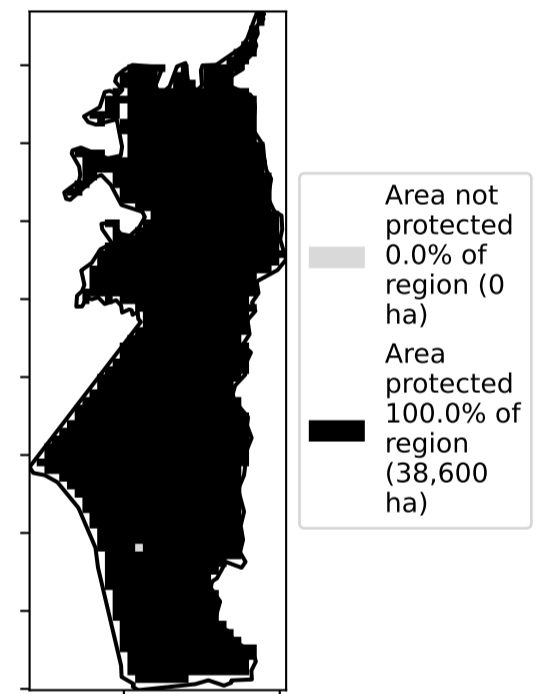 Area not
protected
0.0% of
region (0
ha)
Area
protected
100.0% of
region
(38,600
ha)